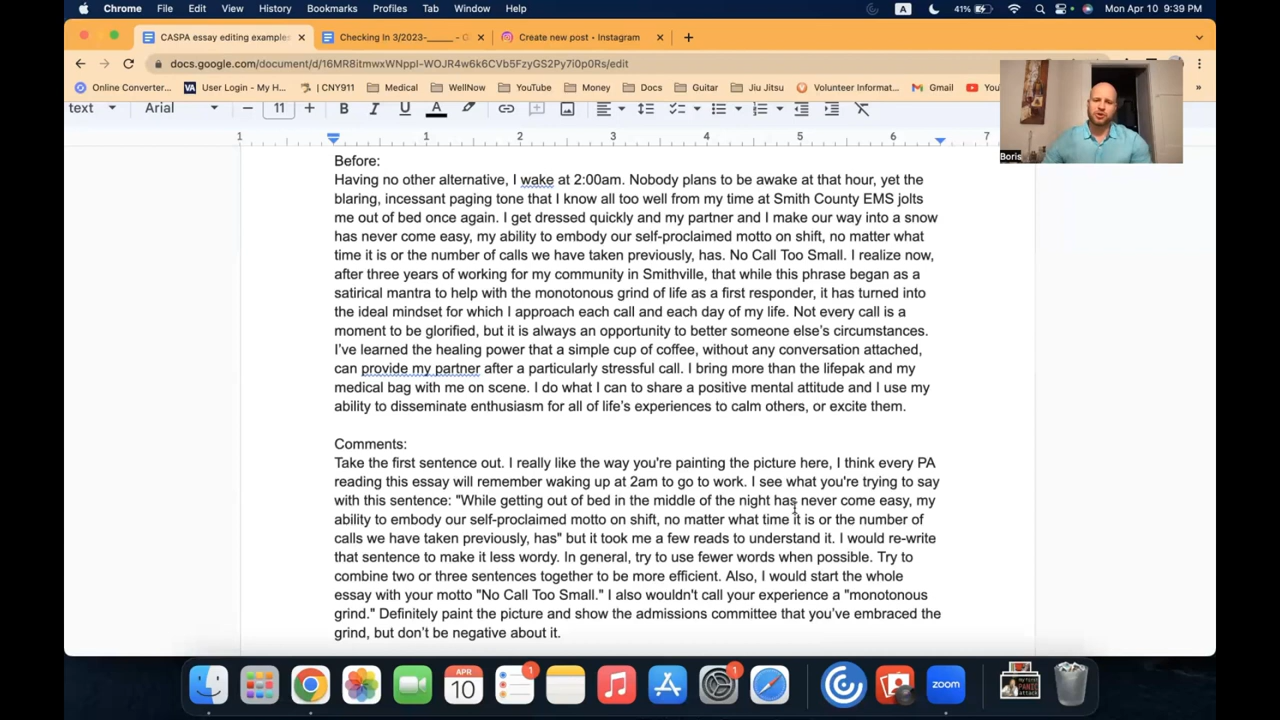 Chrome File Edit View History Bookmarks Profiles Tab Window Help A 41% Mon Apr 10 9:39 PM
CASPA essay editing examples Checking In 3/2023-______ - G Create new post • Instagram
docs.google.com/document/d/16MR8itmwxWNppI-WOJR4w6k6CVb5FzyGS2Py7i0p0Rs/edit
Online Converter... User Login - My H... | CNY911 Medical WellNow YouTube Money Docs Guitar Jiu Jitsu Volunteer Informat... Gmail You
text Arial 11 B I U A
1 1 2 3 4 5 6 7
Boris
Before:
Having no other alternative, I wake at 2:00am. Nobody plans to be awake at that hour, yet the
blaring, incessant paging tone that I know all too well from my time at Smith County EMS jolts
me out of bed once again. I get dressed quickly and my partner and I make our way into a snow
has never come easy, my ability to embody our self-proclaimed motto on shift, no matter what
time it is or the number of calls we have taken previously, has. No Call Too Small. I realize now,
after three years of working for my community in Smithville, that while this phrase began as a
satirical mantra to help with the monotonous grind of life as a first responder, it has turned into
the ideal mindset for which I approach each call and each day of my life. Not every call is a
moment to be glorified, but it is always an opportunity to better someone else's circumstances.
I've learned the healing power that a simple cup of coffee, without any conversation attached,
can provide my partner after a particularly stressful call. I bring more than the lifepak and my
medical bag with me on scene. I do what I can to share a positive mental attitude and I use my
ability to disseminate enthusiasm for all of life's experiences to calm others, or excite them.
Comments:
Take the first sentence out. I really like the way you're painting the picture here, I think every PA
reading this essay will remember waking up at 2am to go to work. I see what you're trying to say
with this sentence: "While getting out of bed in the middle of the night has never come easy, my
ability to embody our self-proclaimed motto on shift, no matter what time it is or the number of
calls we have taken previously, has" but it took me a few reads to understand it. I would re-write
that sentence to make it less wordy. In general, try to use fewer words when possible. Try to
combine two or three sentences together to be more efficient. Also, I would start the whole
essay with your motto "No Call Too Small." I also wouldn't call your experience a "monotonous
grind." Definitely paint the picture and show the admissions committee that you've embraced the
grind, but don't be negative about it.
APR
10
1
1
zoom
PANIC